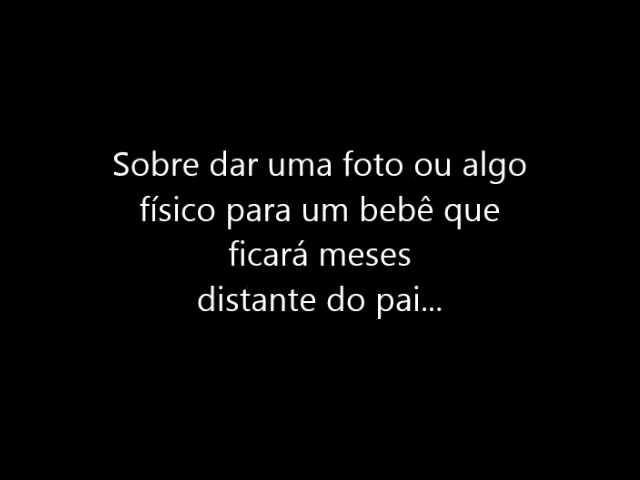 Sobre dar uma foto ou algo
físico para um bebê que
ficará meses
distante do pai...